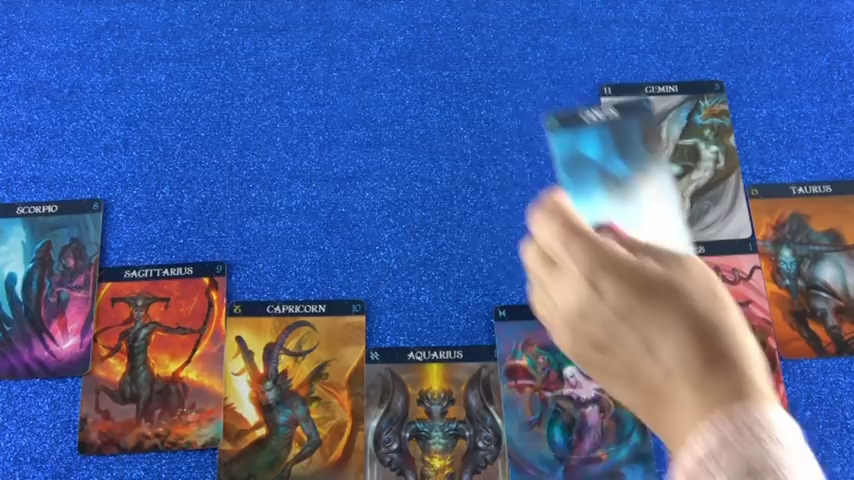 GEMINI 3
TAURUS
SCORPIO 8
SAGITTARIUS 9
CAPRICORN 10
AQUARIUS